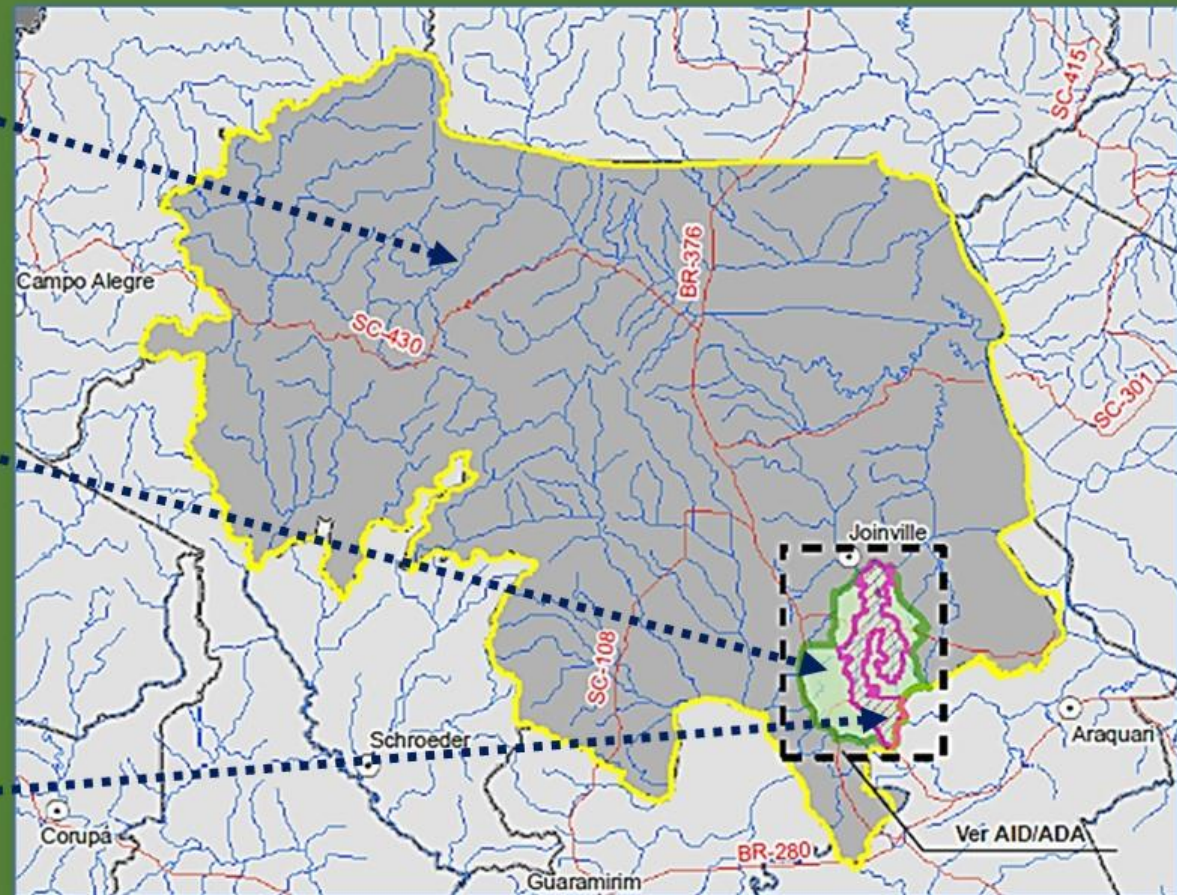 SC-415
BR-376
Campo Alegre
SC-430
SC-301
Joinville
SC-108
Schroeder
Araquari
Corupá
Ver AID/ADA
BR-280
Guaramirim